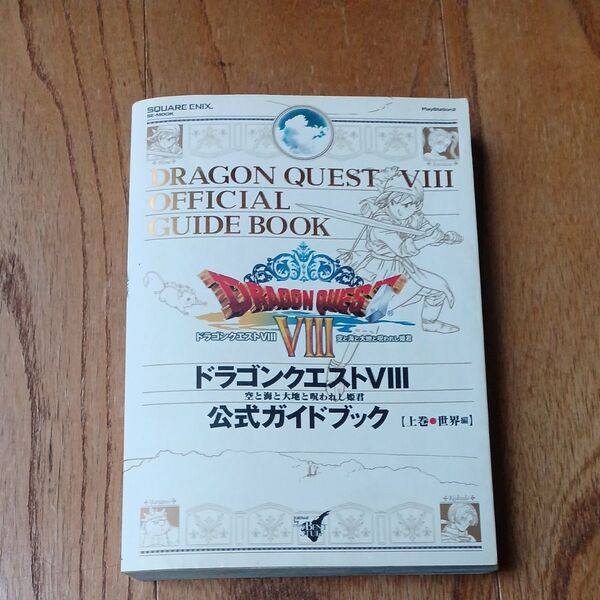 SQUARE ENIX.
SE-MOOK
PlayStation2
DRAGON QUEST VIII
OFFICIAL
GUIDE BOOK
DRAGON QUEST
VIII
ドラゴンクエストVIII
空と海と大地と呪われし姫君
ドラゴンクエストVIII
空と海と大地と呪われし姫君
公式ガイドブック
【上巻●世界編】
Yangus
Kukule